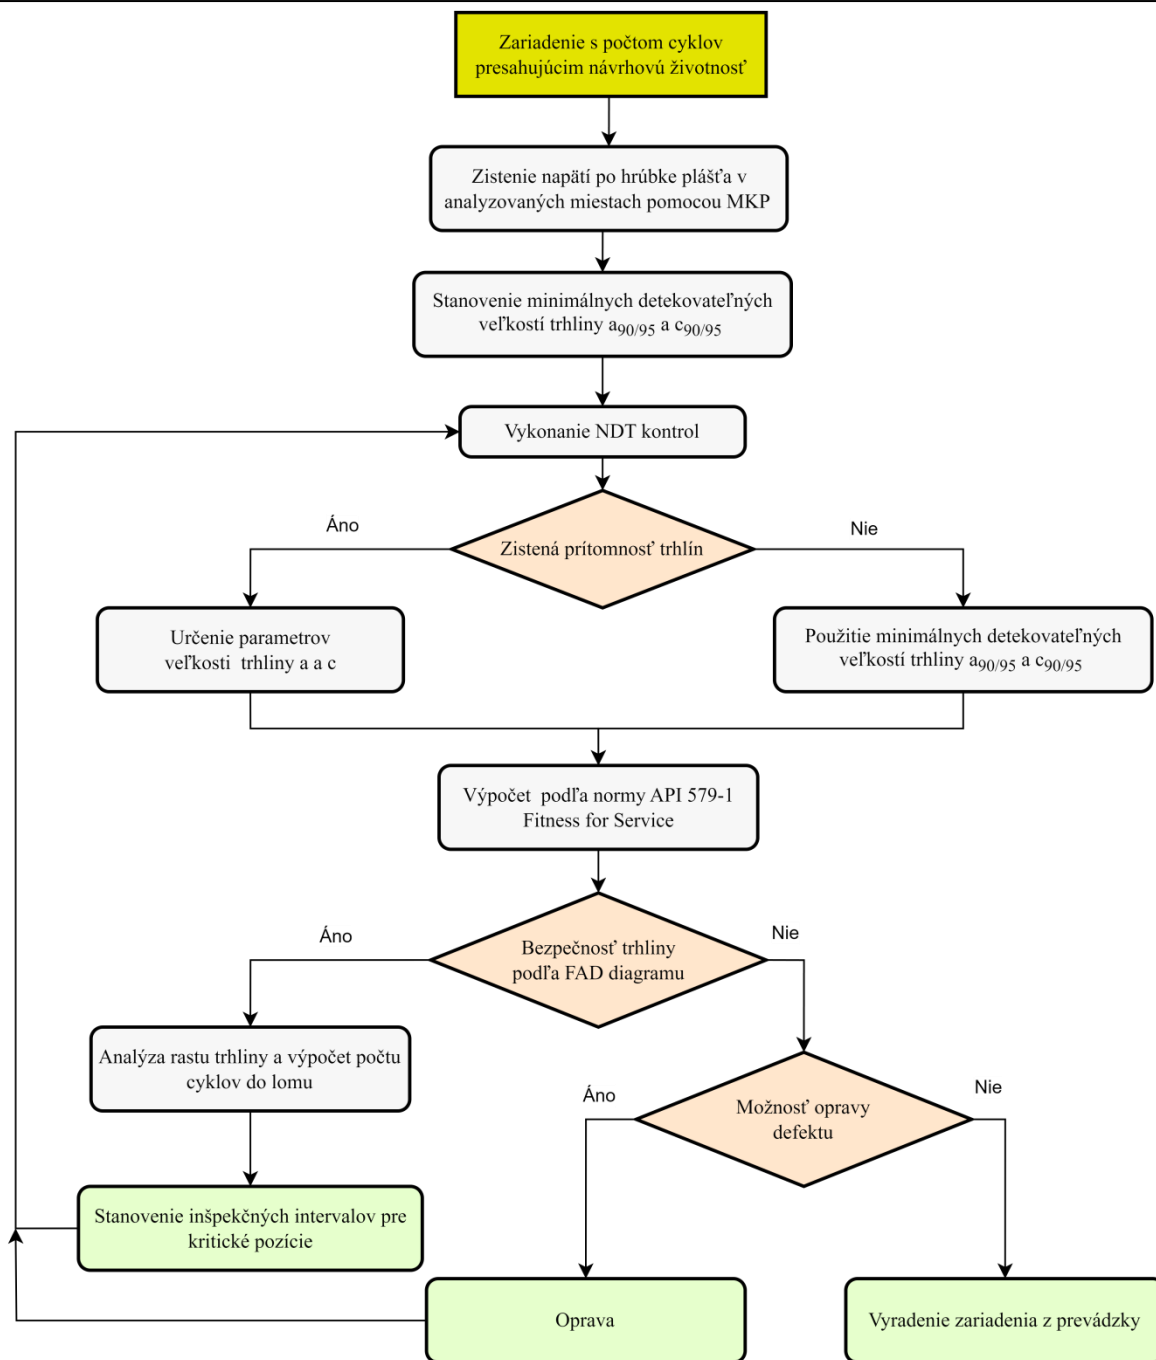 Zariadenie s počtom cyklov
presahujúcim návrhovú životnosť
Zistenie napätí po hrúbke plášťa v
analyzovaných miestach pomocou MKP
Stanovenie minimálnych detekovateľných
veľkostí trhliny a90/95 a c90/95
Vykonanie NDT kontrol
Zistená prítomnosť trhlín
Áno
Nie
Určenie parametrov
veľkosti trhliny a a c
Použitie minimálnych detekovateľných
veľkostí trhliny a90/95 a c90/95
Výpočet podľa normy API 579-1
Fitness for Service
Bezpečnosť trhliny
podľa FAD diagramu
Áno
Nie
Analýza rastu trhliny a výpočet počtu
cyklov do lomu
Možnosť opravy
defektu
Áno
Nie
Stanovenie inšpekčných intervalov pre
kritické pozície
Oprava
Vyradenie zariadenia z prevádzky